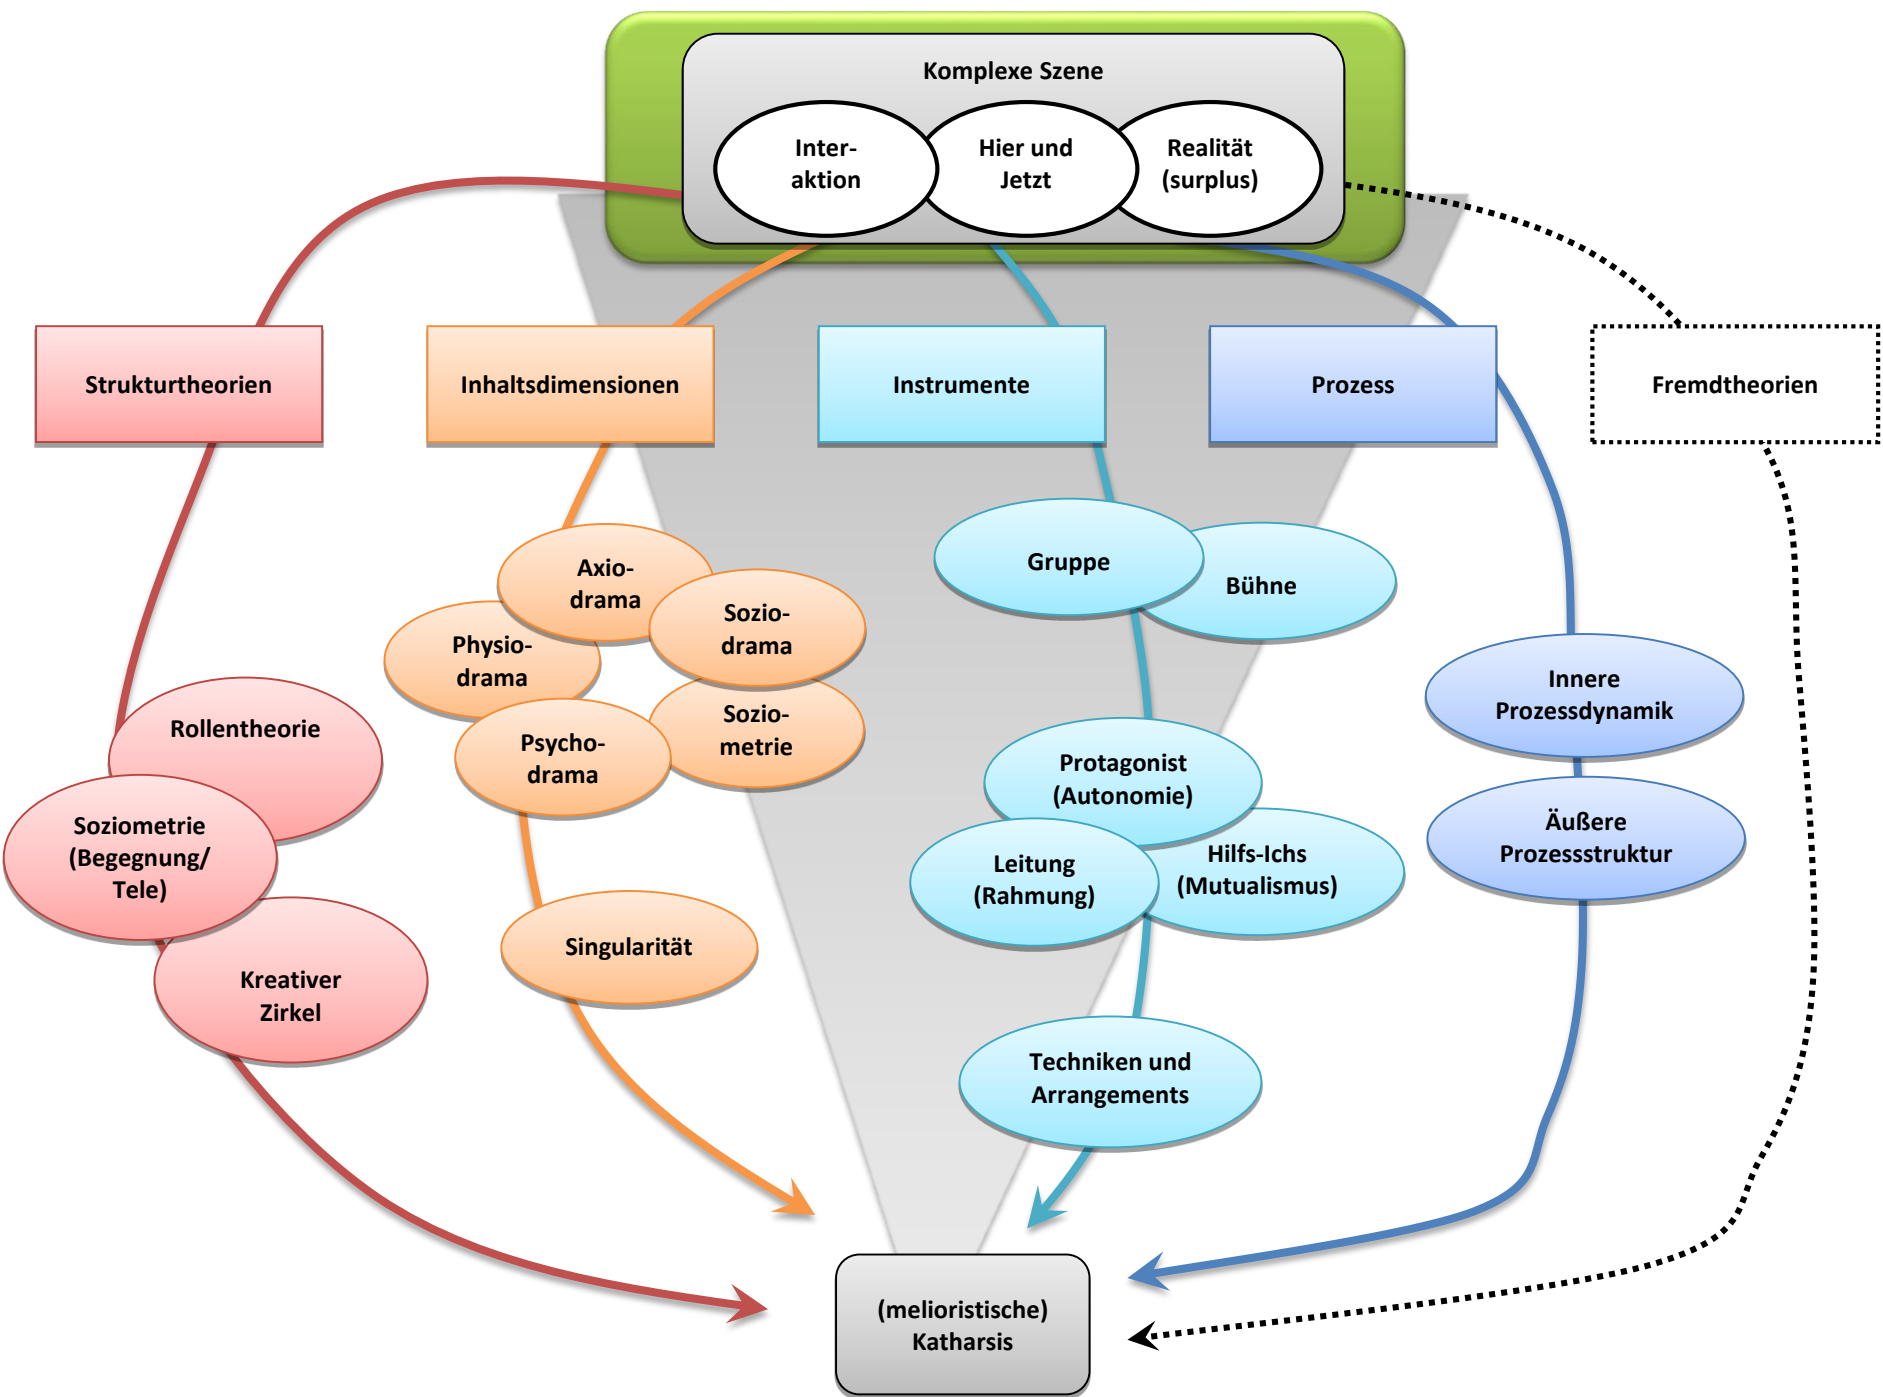 Komplexe Szene
Inter-
aktion
Hier und
Jetzt
Realität
(surplus)
Strukturtheorien
Inhaltsdimensionen
Instrumente
Prozess
Fremdtheorien
Rollentheorie
Soziometrie
(Begegnung/
Tele)
Kreativer
Zirkel
Axio-
drama
Sozio-
drama
Physio-
drama
Sozio-
metrie
Psycho-
drama
Singularität
Gruppe
Bühne
Protagonist
(Autonomie)
Leitung
(Rahmung)
Hilfs-Ichs
(Mutualismus)
Techniken und
Arrangements
Innere
Prozessdynamik
Äußere
Prozessstruktur
(melioristische)
Katharsis